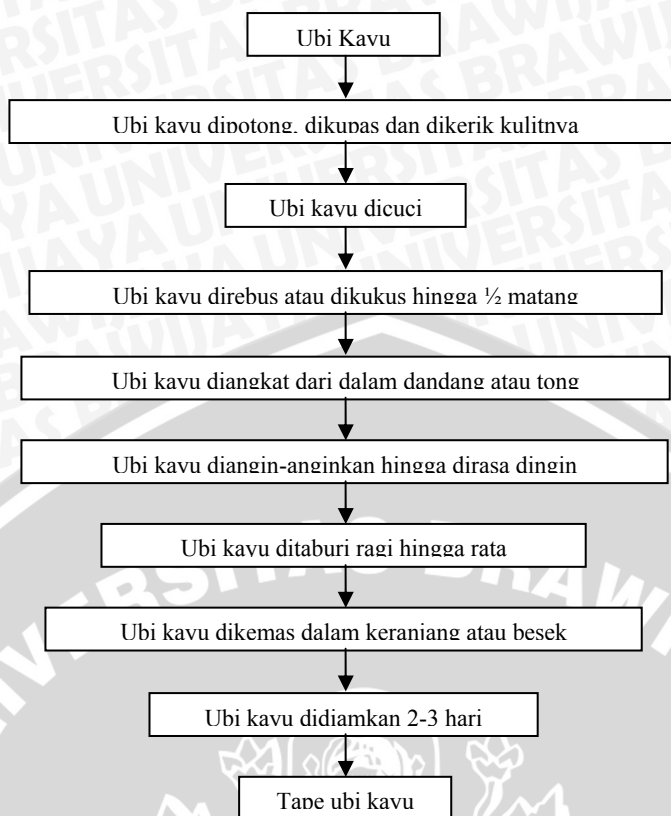 Ubi Kayu
Ubi kayu dipotong, dikupas dan dikerik kulitnya
Ubi kayu dicuci
Ubi kayu direbus atau dikukus hingga ½ matang
Ubi kayu diangkat dari dalam dandang atau tong
Ubi kayu diangin-anginkan hingga dirasa dingin
Ubi kayu ditaburi ragi hingga rata
Ubi kayu dikemas dalam keranjang atau besek
Ubi kayu didiamkan 2-3 hari
Tape ubi kayu